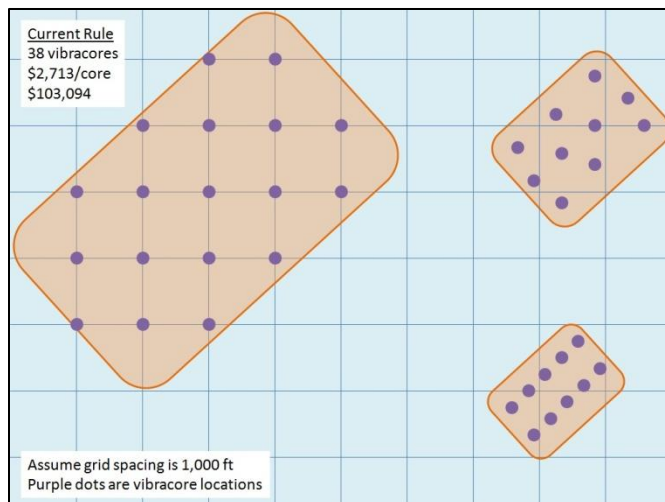 Current Rule
38 vibracores
$2,713/core
$103,094
Assume grid spacing is 1,000 ft
Purple dots are vibracore locations